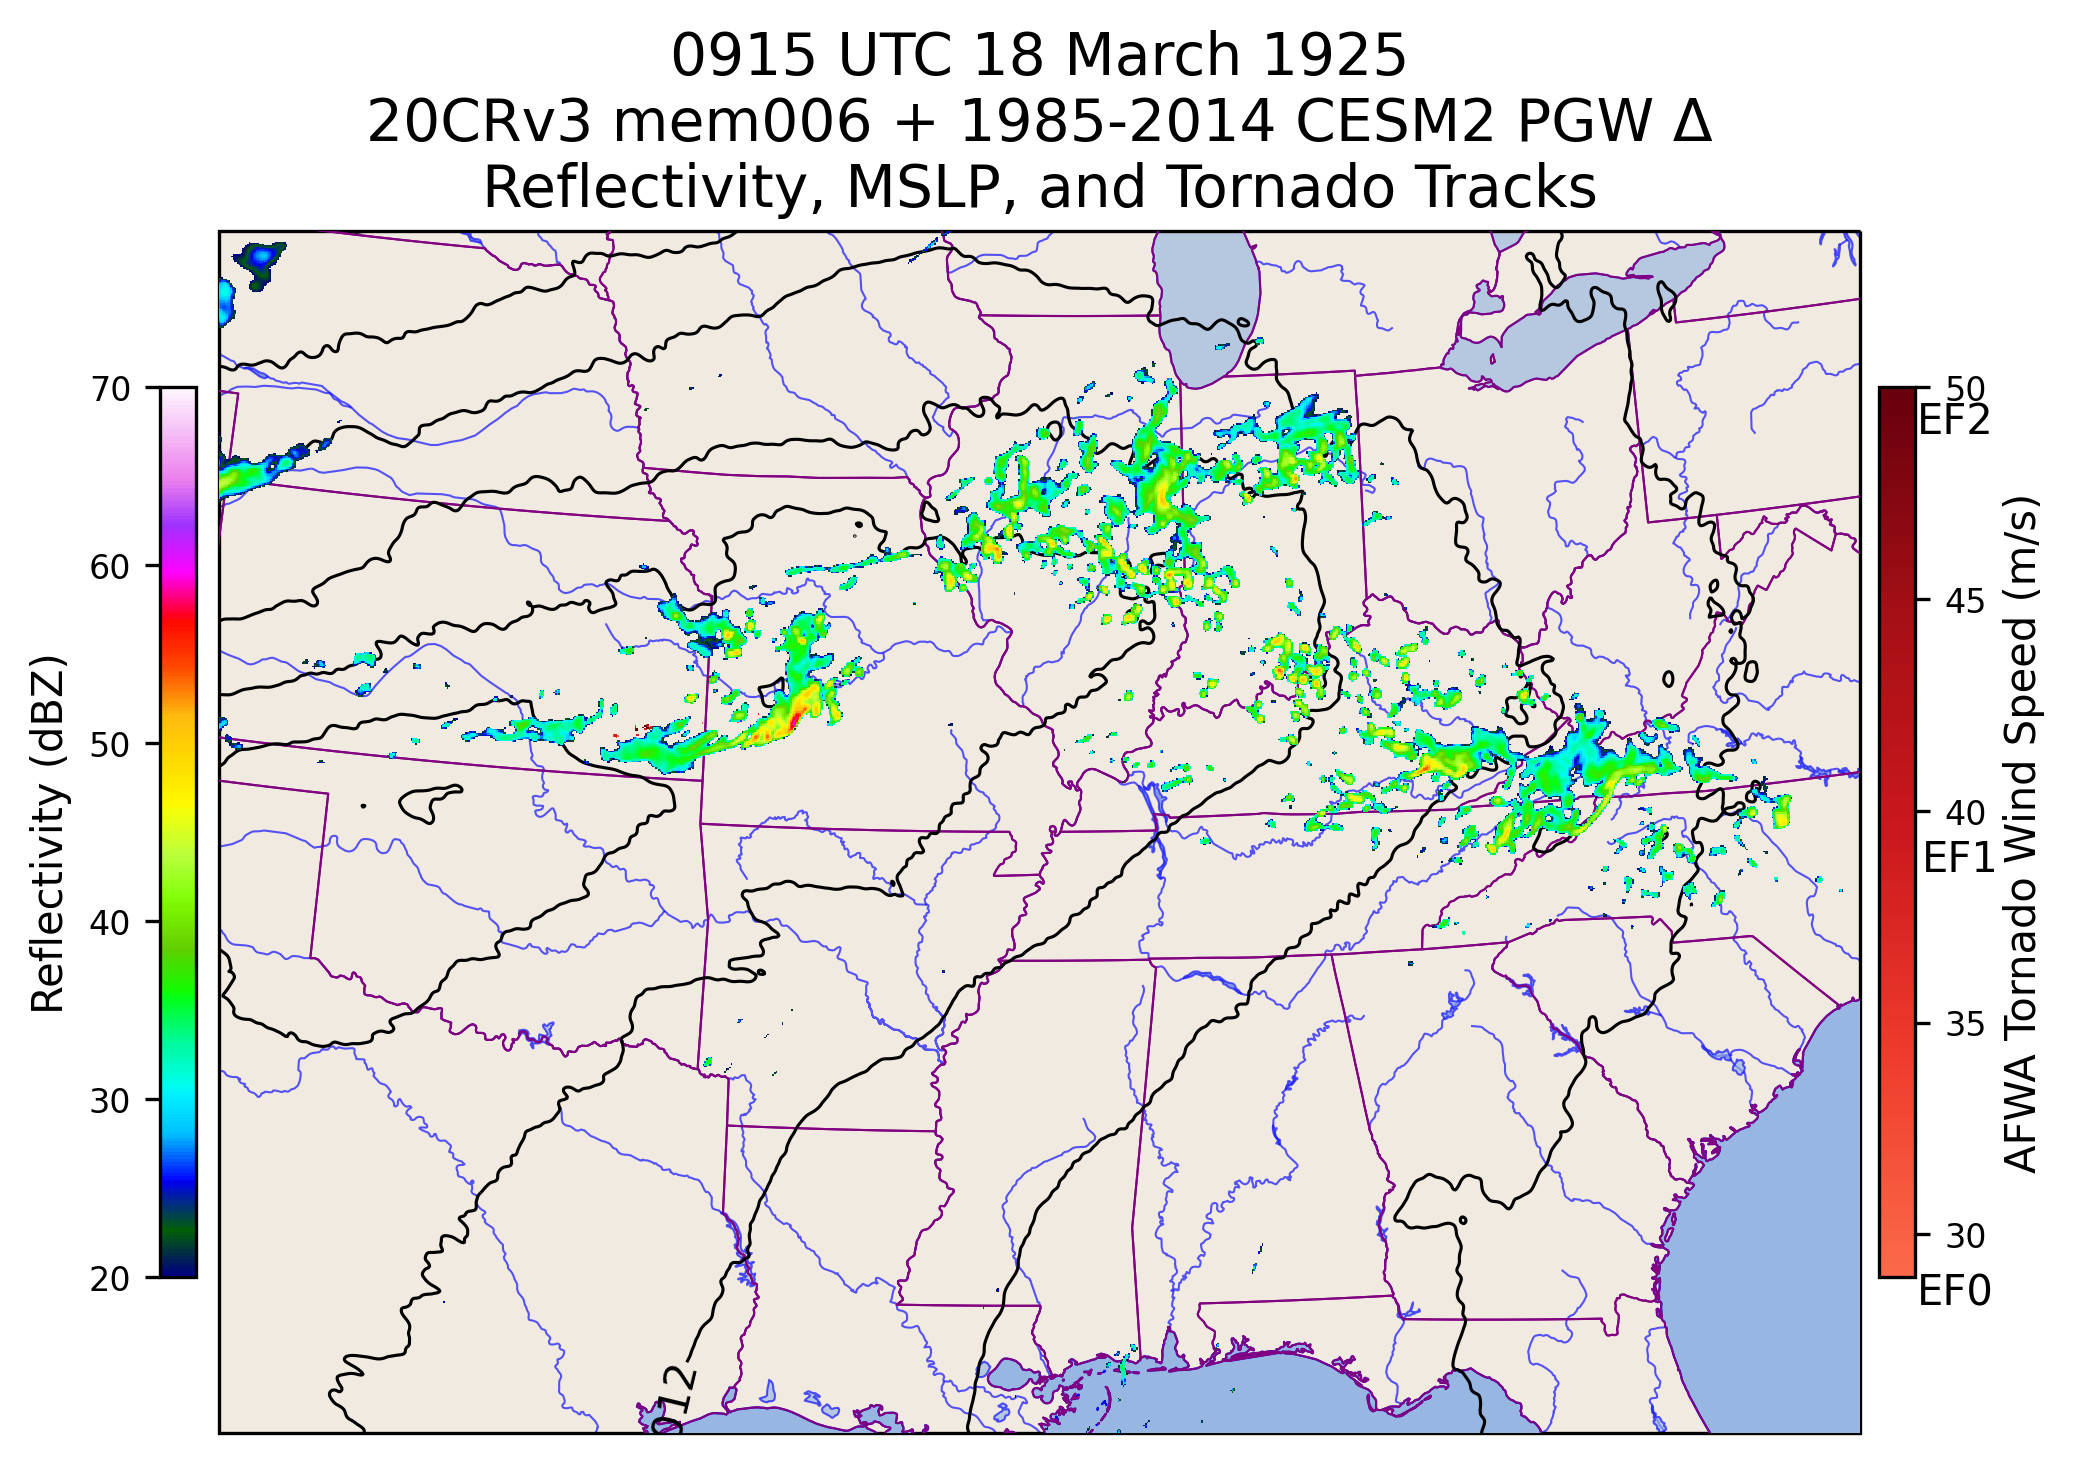 0915 UTC 18 March 1925
20CRv3 mem006 + 1985-2014 CESM2 PGW Δ
Reflectivity, MSLP, and Tornado Tracks
70
60
50
40
30
20
Reflectivity (dBZ)
012
50
EF2
45
40
EF1
35
30
EF0
AFWA Tornado Wind Speed (m/s)